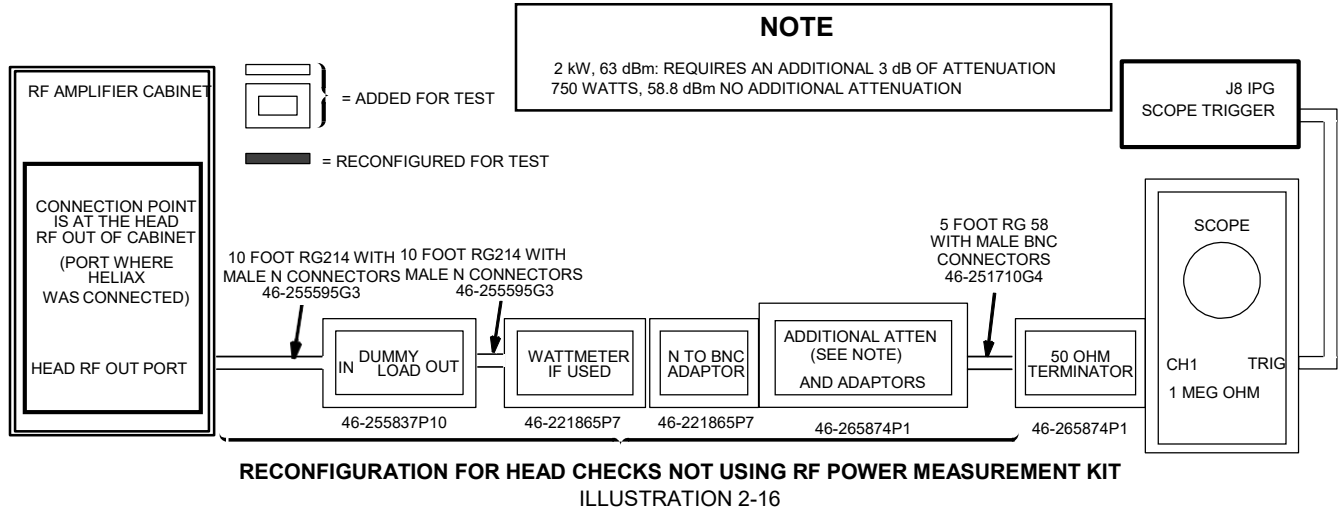 NOTE
2 kW, 63 dBm: REQUIRES AN ADDITIONAL 3 dB OF ATTENUATION
750 WATTS, 58.8 dBm NO ADDITIONAL ATTENUATION
RF AMPLIFIER CABINET
= ADDED FOR TEST
= RECONFIGURED FOR TEST
J8 IPG
SCOPE TRIGGER
CONNECTION POINT
IS AT THE HEAD
RF OUT OF CABINET
(PORT WHERE
HELIAX
WAS CONNECTED)
HEAD RF OUT PORT
10 FOOT RG214 WITH
MALE N CONNECTORS
46-255595G3
10 FOOT RG214 WITH
MALE N CONNECTORS
46-255595G3
5 FOOT RG 58
WITH MALE BNC
CONNECTORS
46-251710G4
SCOPE
CH1
TRIG
1 MEG OHM
IN DUMMY LOAD OUT
WATTMETER
IF USED
N TO BNC
ADAPTOR
ADDITIONAL ATTEN
(SEE NOTE)
AND ADAPTORS
50 OHM
TERMINATOR
46-255837P10
46-221865P7
46-221865P7
46-265874P1
46-265874P1
RECONFIGURATION FOR HEAD CHECKS NOT USING RF POWER MEASUREMENT KIT
ILLUSTRATION 2-16